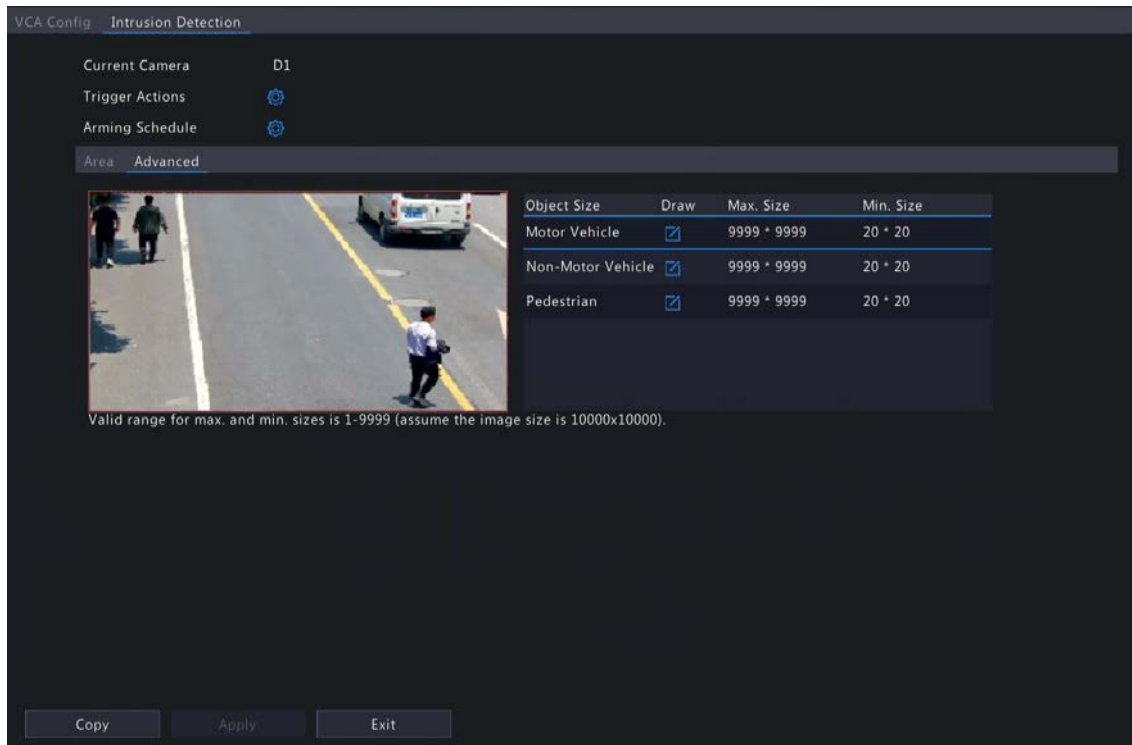 VCA Config Intrusion Detection
Current Camera D1
Trigger Actions
Arming Schedule
Area Advanced
Object Size Draw Max. Size Min. Size
Motor Vehicle 9999 * 9999 20 * 20
Non-Motor Vehicle 9999 * 9999 20 * 20
Pedestrian 9999 * 9999 20 * 20
Valid range for max. and min. sizes is 1-9999 (assume the image size is 10000x10000).
Copy Apply Exit